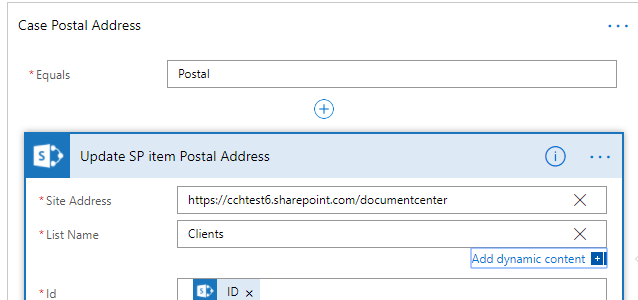 Case Postal Address
* Equals
Postal
Update SP item Postal Address
* Site Address
https://cchtest6.sharepoint.com/documentcenter
* List Name
Clients
Add dynamic content
* Id
ID